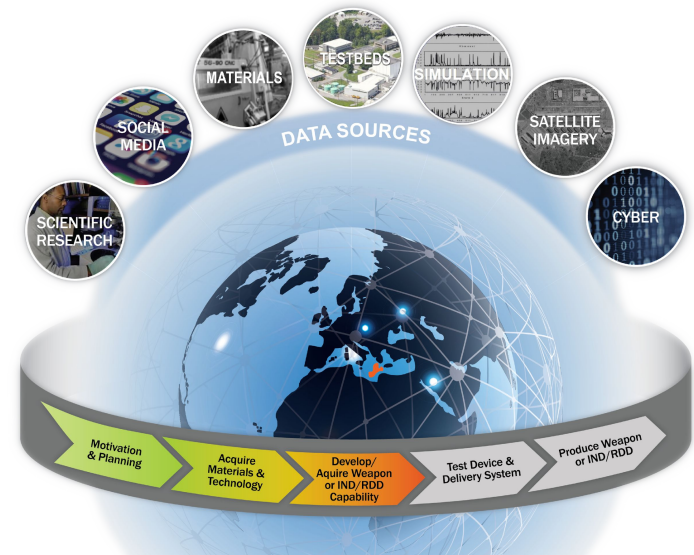 SCIENTIFIC
RESEARCH
SOCIAL
MEDIA
MATERIALS
TESTBEDS
SIMULATION
SATELLITE
IMAGERY
CYBER
DATA SOURCES
Motivation
& Planning
Acquire
Materials &
Technology
Develop/
Aquire Weapon
or IND/RDD
Capability
Test Device &
Delivery System
Produce Weapon
or IND/RDD